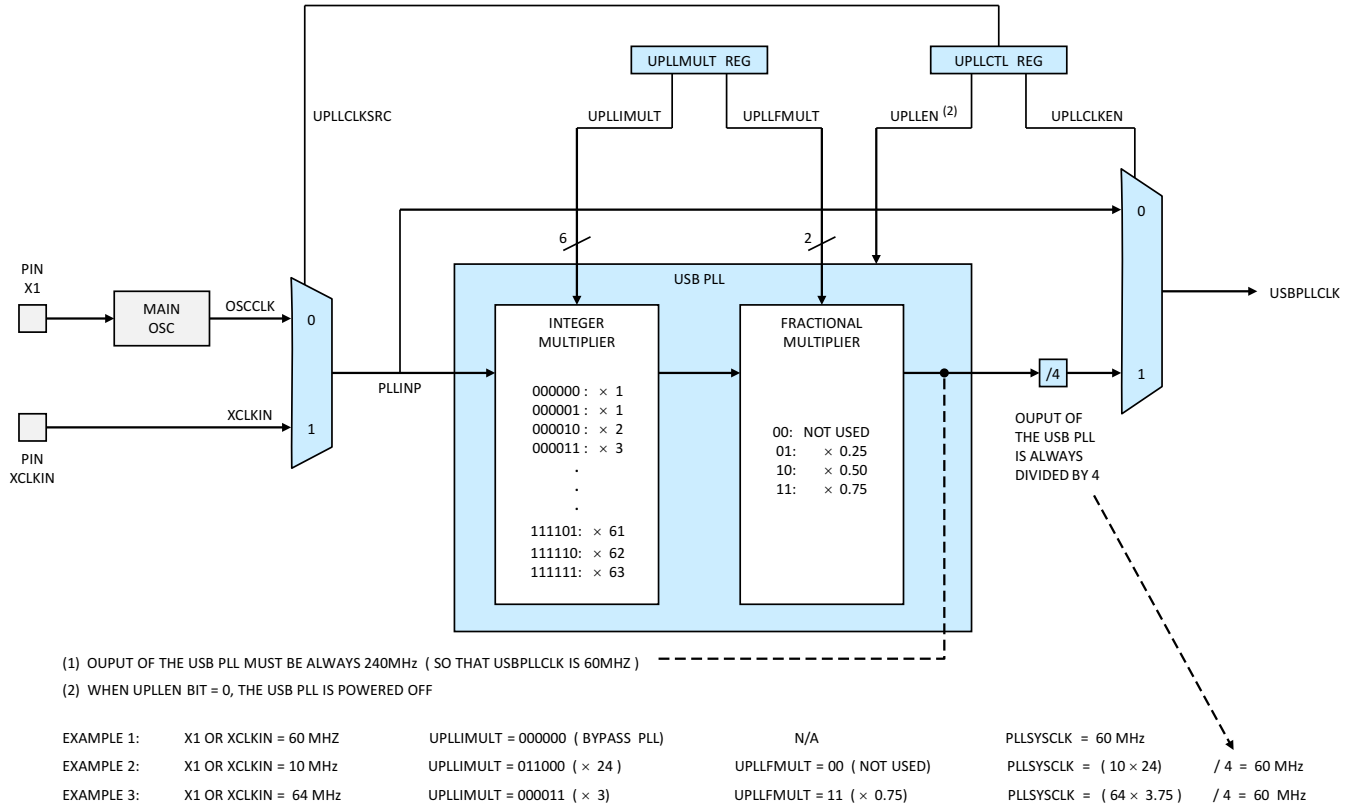 UPLLMULT REG
UPLLCTL REG
UPLLCLKSRC
UPLLIMULT
UPLLFMULT
UPLLEN (2)
UPLLCLKEN
6
2
0
PIN
X1
MAIN
OSC
OSCCLK
0
USB PLL
INTEGER
MULTIPLIER
FRACTIONAL
MULTIPLIER
USBPLLCLK
PLLINP
000000 : × 1
000001 : × 1
000010 : × 2
000011 : × 3
.
.
.
111101: × 61
111110: × 62
111111: × 63
00: NOT USED
01: × 0.25
10: × 0.50
11: × 0.75
/4
1
XCLKIN
1
PIN
XCLKIN
OUPUT OF
THE USB PLL
IS ALWAYS
DIVIDED BY 4
(1) OUPUT OF THE USB PLL MUST BE ALWAYS 240MHz ( SO THAT USBPLLCLK IS 60MHZ )
(2) WHEN UPLLEN BIT = 0, THE USB PLL IS POWERED OFF
EXAMPLE 1: X1 OR XCLKIN = 60 MHZ UPLLIMULT = 000000 ( BYPASS PLL) N/A PLLSYSCLK = 60 MHz
EXAMPLE 2: X1 OR XCLKIN = 10 MHz UPLLIMULT = 011000 ( × 24 ) UPLLFMULT = 00 ( NOT USED) PLLSYSCLK = ( 10 × 24) / 4 = 60 MHz
EXAMPLE 3: X1 OR XCLKIN = 64 MHz UPLLIMULT = 000011 ( × 3) UPLLFMULT = 11 ( × 0.75) PLLSYSCLK = ( 64 × 3.75 ) / 4 = 60 MHz